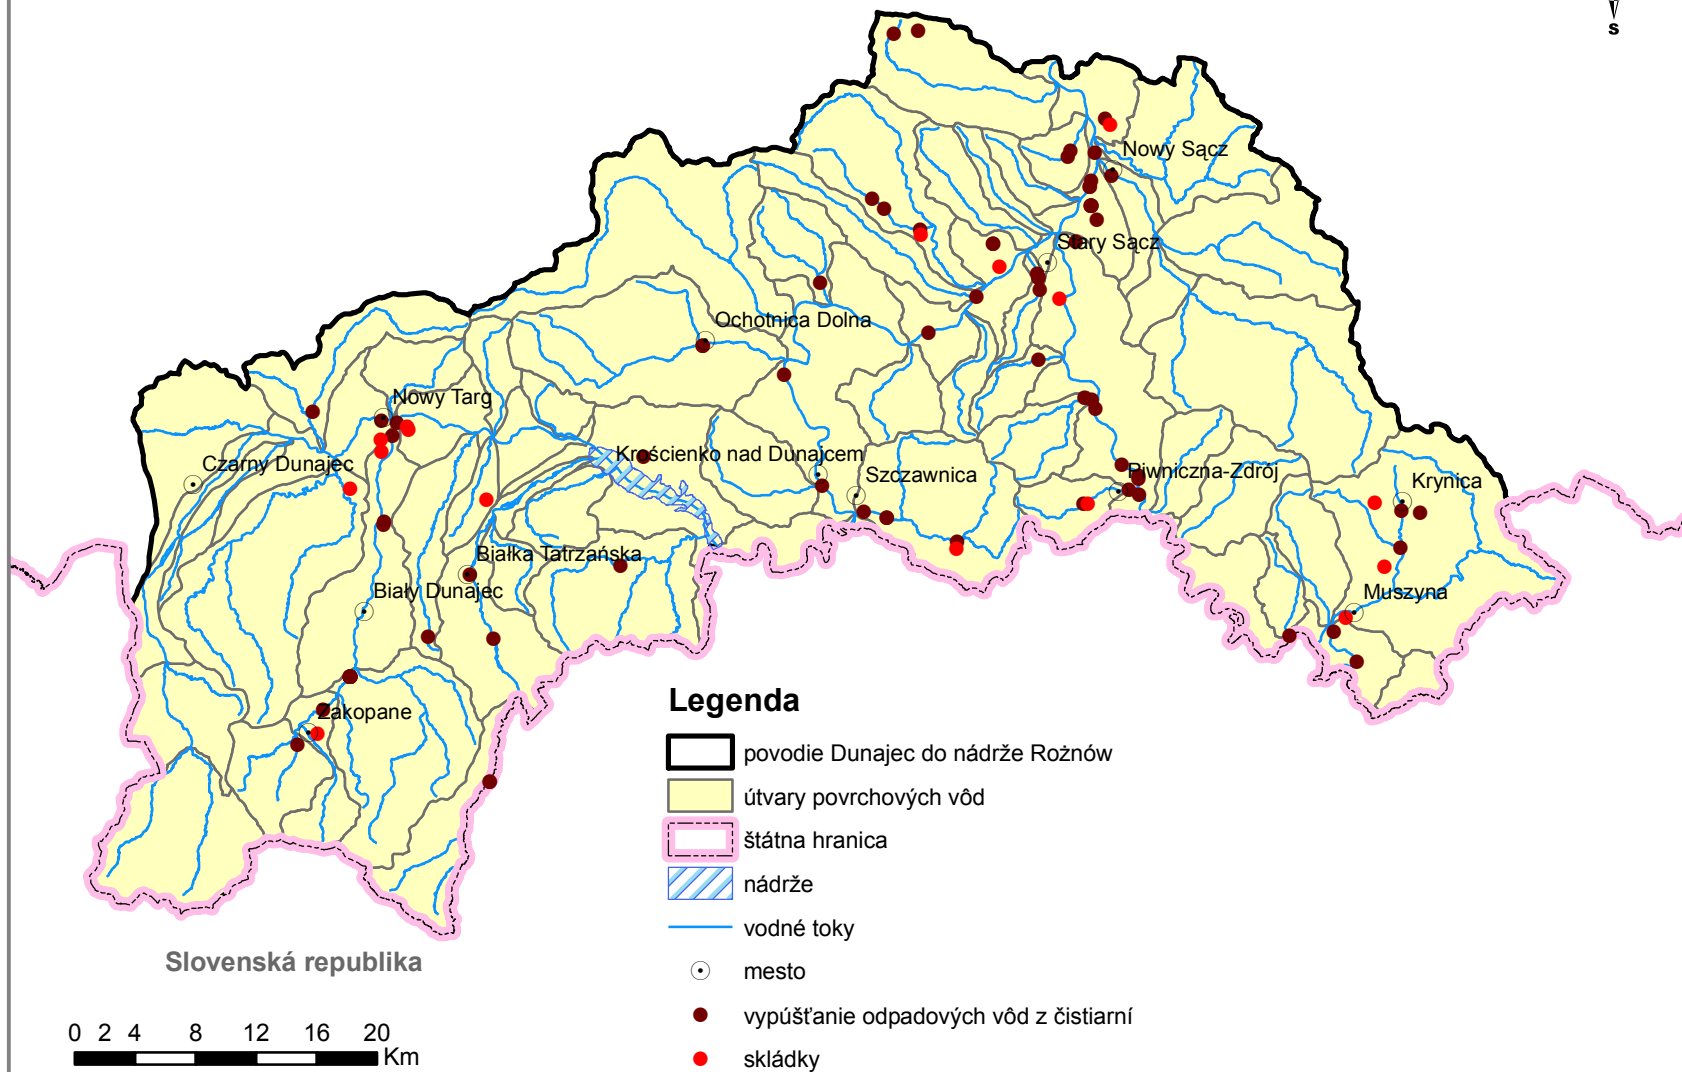 S
Nowy Sącz
Stary Sącz
Ochotnica Dolna
Nowy Targ
Krościenko nad Dunajcem
Czarny Dunajec
Szczawnica
Piwniczna-Zdrój
Krynica
Białka Tatrzańska
Biały Dunajec
Muszyna
Zakopane
Legenda
povodie Dunajec do nádrže Rożnów
útvary povrchových vôd
štátna hranica
nádrže
vodné toky
mesto
vypúšťanie odpadových vôd z čistiarní
skládky
Slovenská republika
0 2 4 8 12 16 20
Km